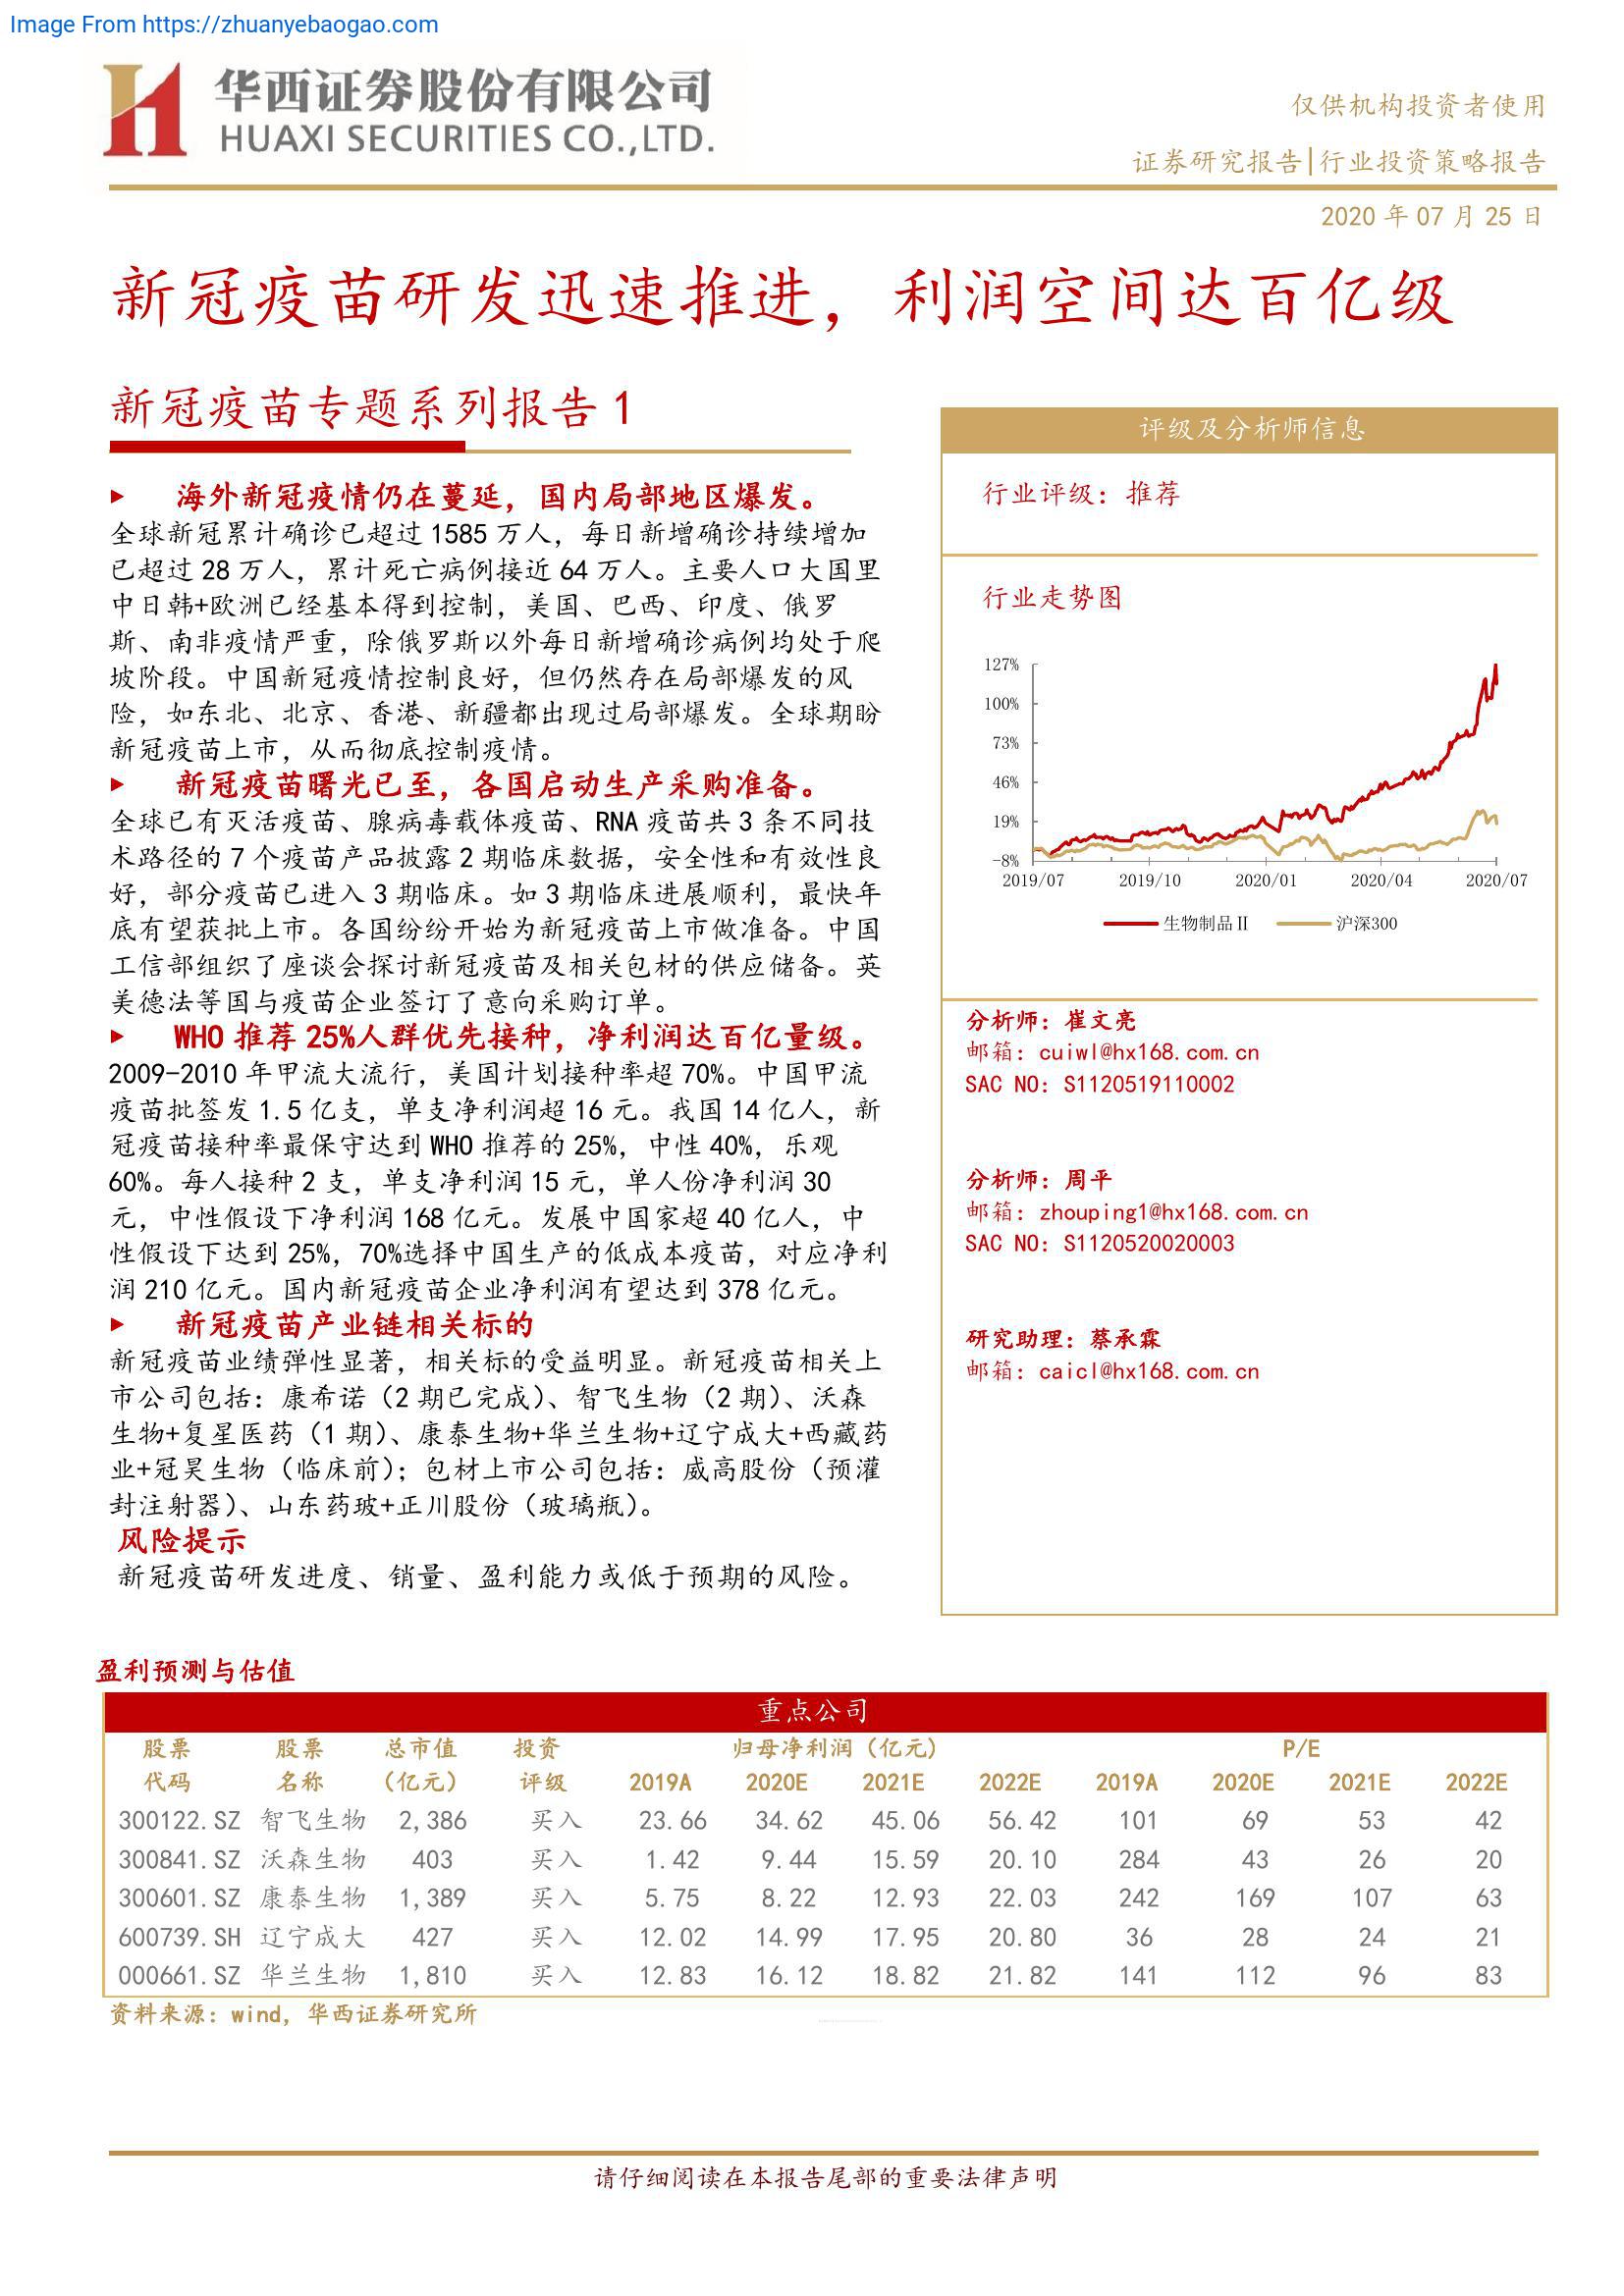 Image From https://zhuanyebaogao.com
华西证券股份有限公司
HUAXI SECURITIES CO.,LTD.
仅供机构投资者使用
证券研究报告|行业投资策略报告
2020 年 07 月 25 日
新冠疫苗研发迅速推进，利润空间达百亿级
新冠疫苗专题系列报告 1
海外新冠疫情仍在蔓延，国内局部地区爆发。
全球新冠累计确诊已超过 1585 万人，每日新增确诊持续增加
已超过 28 万人，累计死亡病例接近 64 万人。主要人口大国里
中日韩+欧洲已经基本得到控制，美国、巴西、印度、俄罗
斯、南非疫情严重，除俄罗斯以外每日新增确诊病例均处于爬
坡阶段。中国新冠疫情控制良好，但仍然存在局部爆发的风
险，如东北、北京、香港、新疆都出现过局部爆发。全球期盼
新冠疫苗上市，从而彻底控制疫情。
新冠疫苗曙光已至，各国启动生产采购准备。
全球已有灭活疫苗、腺病毒载体疫苗、RNA 疫苗共 3 条不同技
术路径的 7 个疫苗产品披露 2 期临床数据，安全性和有效性良
好，部分疫苗已进入 3 期临床。如 3 期临床进展顺利，最快年
底有望获批上市。各国纷纷开始为新冠疫苗上市做准备。中国
工信部组织了座谈会探讨新冠疫苗及相关包材的供应储备。英
美德法等国与疫苗企业签订了意向采购订单。
WHO 推荐 25%人群优先接种，净利润达百亿量级。
2009-2010 年甲流大流行，美国计划接种率超 70%。中国甲流
疫苗批签发 1.5 亿支，单支净利润超 16 元。我国 14 亿人，新
冠疫苗接种率最保守达到 WHO 推荐的 25%，中性 40%，乐观
60%。每人接种 2 支，单支净利润 15 元，单人份净利润 30
元，中性假设下净利润 168 亿元。发展中国家超 40 亿人，中
性假设下达到 25%，70%选择中国生产的低成本疫苗，对应净利
润 210 亿元。国内新冠疫苗企业净利润有望达到 378 亿元。
新冠疫苗产业链相关标的
新冠疫苗业绩弹性显著，相关标的受益明显。新冠疫苗相关上
市公司包括：康希诺（2 期已完成）、智飞生物（2 期）、沃森
生物+复星医药（1 期）、康泰生物+华兰生物+辽宁成大+西藏药
业+冠昊生物（临床前）；包材上市公司包括：威高股份（预灌
封注射器）、山东药玻+正川股份（玻璃瓶）。
风险提示
新冠疫苗研发进度、销量、盈利能力或低于预期的风险。
评级及分析师信息
行业评级：推荐
行业走势图
127%
100%
73%
46%
19%
-8%
2019/07 2019/10 2020/01 2020/04 2020/07
生物制品Ⅱ 沪深300
分析师：崔文亮
邮箱：cuiwl@hx168.com.cn
SAC NO：S1120519110002
分析师：周平
邮箱：zhouping1@hx168.com.cn
SAC NO：S1120520020003
研究助理：蔡承霖
邮箱：caicl@hx168.com.cn
盈利预测与估值
重点公司
股票 股票 总市值 投资 归母净利润（亿元） P/E
代码 名称 （亿元） 评级 2019A 2020E 2021E 2022E 2019A 2020E 2021E 2022E
300122.SZ 智飞生物 2,386 买入 23.66 34.62 45.06 56.42 101 69 53 42
300841.SZ 沃森生物 403 买入 1.42 9.44 15.59 20.10 284 43 26 20
300601.SZ 康泰生物 1,389 买入 5.75 8.22 12.93 22.03 242 169 107 63
600739.SH 辽宁成大 427 买入 12.02 14.99 17.95 20.80 36 28 24 21
000661.SZ 华兰生物 1,810 买入 12.83 16.12 18.82 21.82 141 112 96 83
资料来源：wind，华西证券研究所
请仔细阅读在本报告尾部的重要法律声明